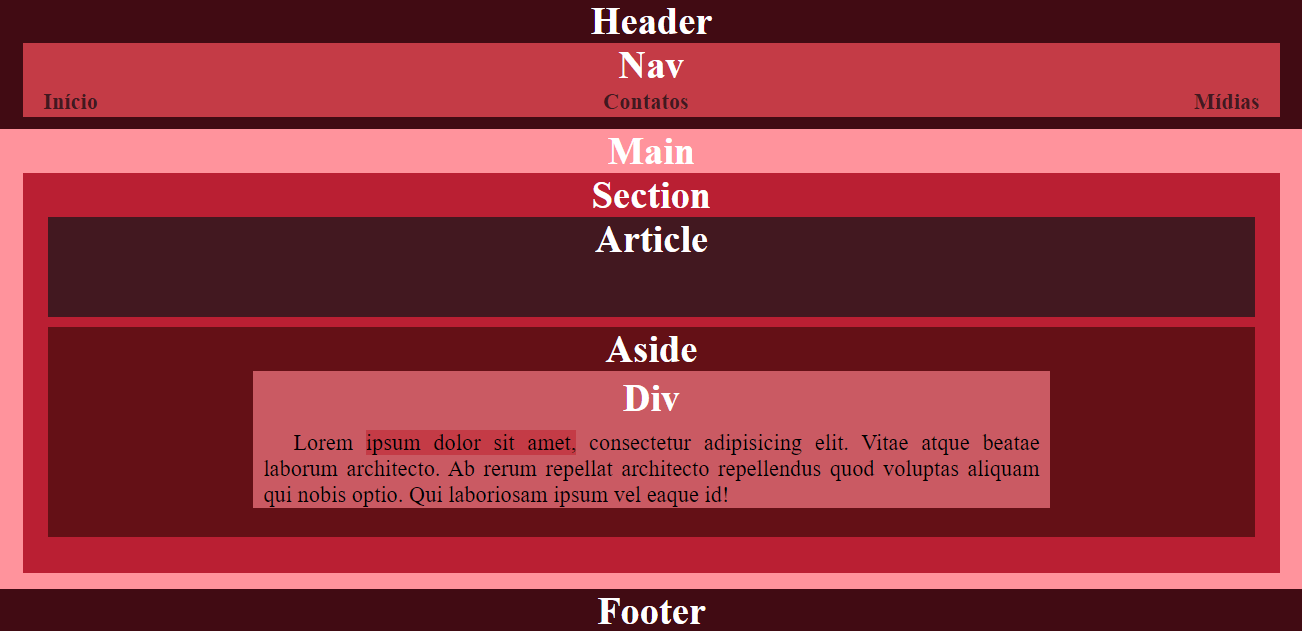 Header
Nav
Início Contatos Mídias
Main
Section
Article
Aside
Div
Lorem ipsum dolor sit amet, consectetur adipisicing elit. Vitae atque beatae
laborum architecto. Ab rerum repellat architecto repellendus quod voluptas aliquam
qui nobis optio. Qui laboriosam ipsum vel eaque id!
Footer